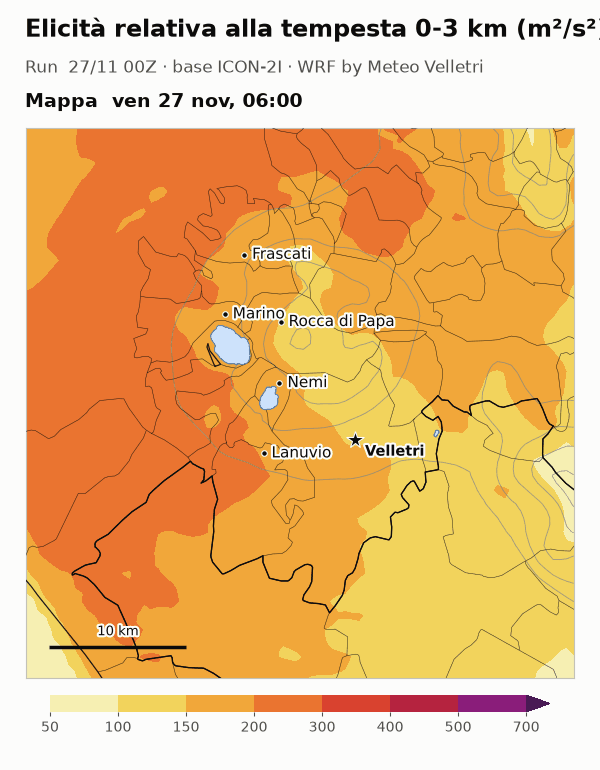 Elicità relativa alla tempesta 0-3 km (m²/s²)
Run 27/11 00Z · base ICON-2I · WRF by Meteo Velletri
Mappa ven 27 nov, 06:00
Frascati
Marino
Rocca di Papa
Nemi
Velletri
Lanuvio
10 km
50 100 150 200 300 400 500 700